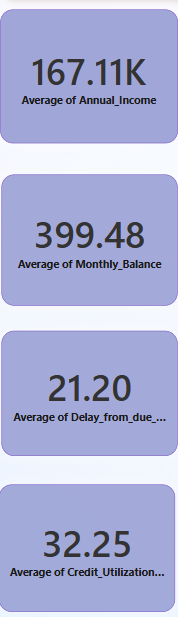 167.11K
Average of Annual_Income
399.48
Average of Monthly_Balance
21.20
Average of Delay_from_due_...
32.25
Average of Credit_Utilization...